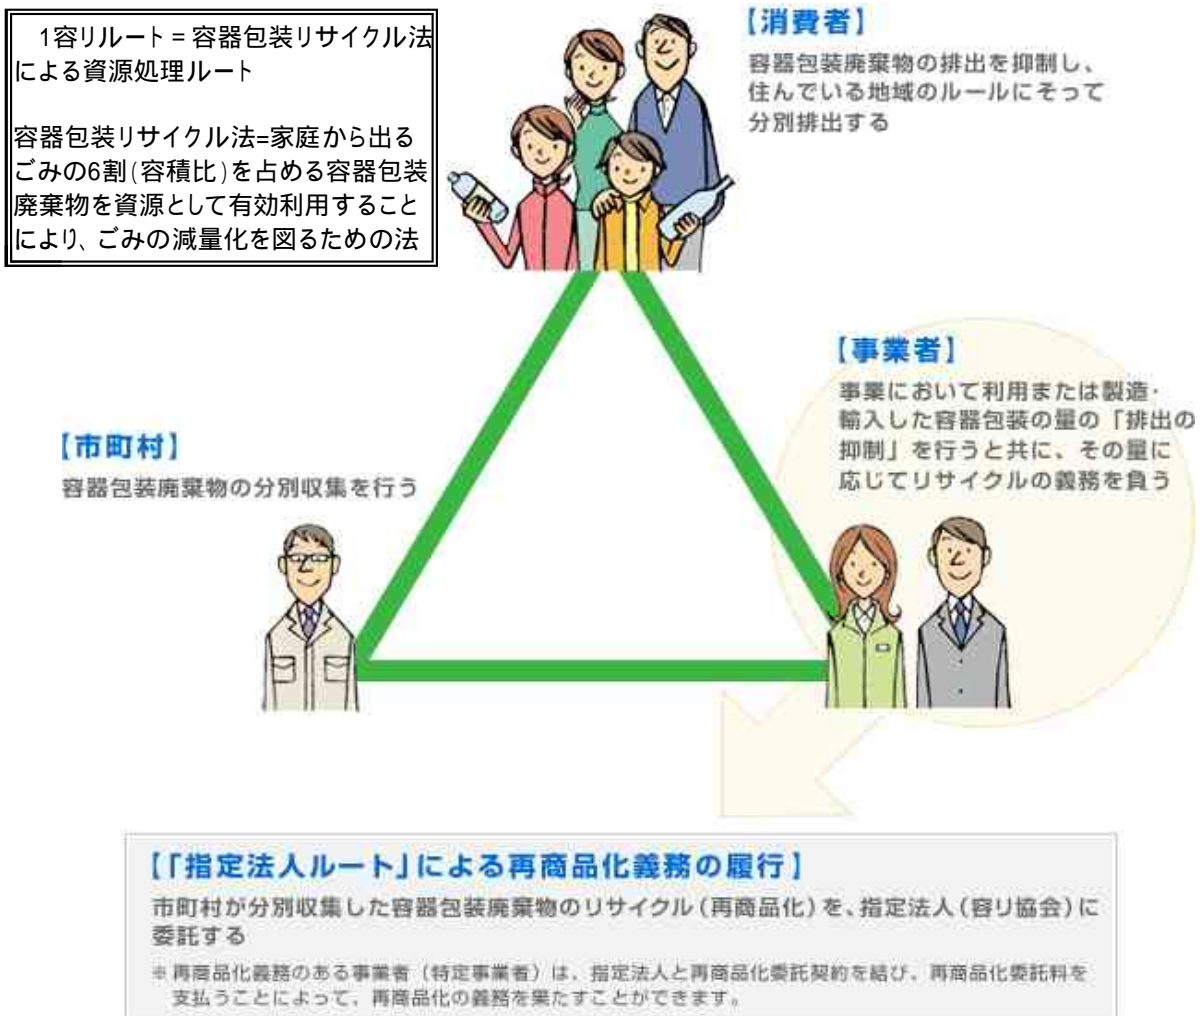 1容リルート=容器包装リサイクル法
による資源処理ルート
容器包装リサイクル法=家庭から出る
ごみの6割(容積比)を占める容器包装
廃棄物を資源として有効利用すること
により、ごみの減量化を図るための法
【消費者】
容器包装廃棄物の排出を抑制し、
住んでいる地域のルールにそって
分別排出する
【事業者】
事業において利用または製造・
輸入した容器包装の量の「排出の
抑制」を行うと共に、その量に
応じてリサイクルの義務を負う
【市町村】
容器包装廃棄物の分別収集を行う
【「指定法人ルート」による再商品化義務の履行】
市町村が分別収集した容器包装廃棄物のリサイクル(再商品化)を、指定法人(容リ協会)に
委託する
※再商品化義務のある事業者(特定事業者)は、指定法人と再商品化委託契約を結び、再商品化委託料を
支払うことによって、再商品化の義務を果たすことができます。